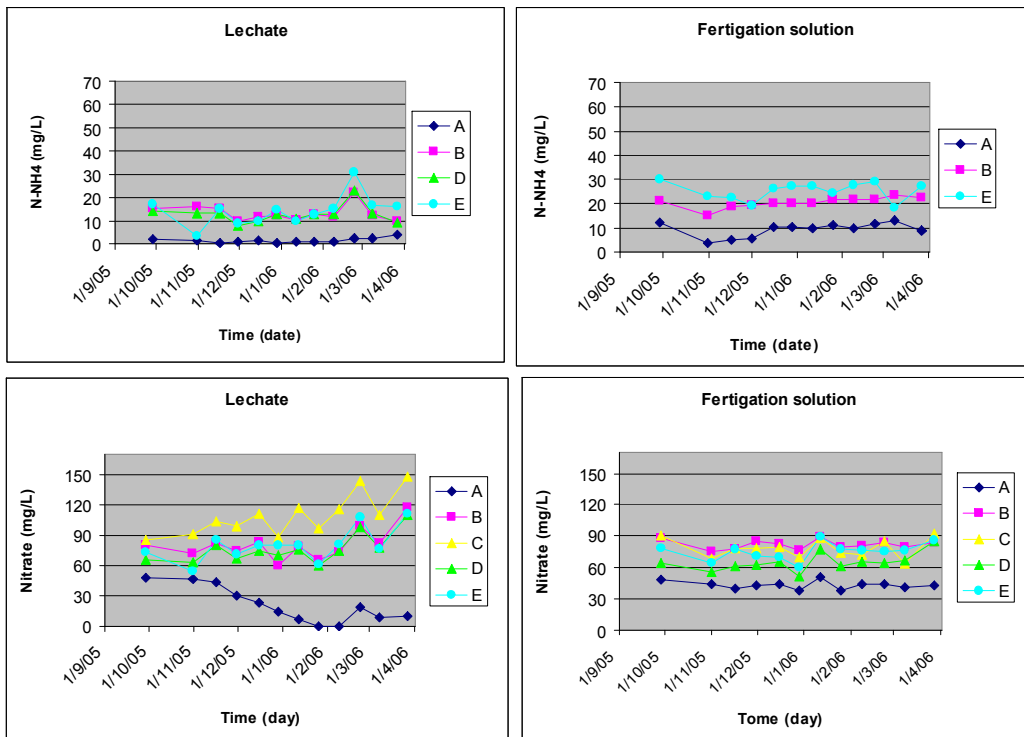 Lechate
N-NH4 (mg/L)
70
60
50
40
30
20
10
0
1/9/05
1/10/05
1/11/05
1/12/05
1/1/06
1/2/06
1/3/06
1/4/06
Time (date)
A
B
D
E
Fertigation solution
N-NH4 (mg/L)
70
60
50
40
30
20
10
0
1/9/05
1/10/05
1/11/05
1/12/05
1/1/06
1/2/06
1/3/06
1/4/06
Time (date)
A
B
E
Lechate
Nitrate (mg/L)
150
120
90
60
30
0
1/9/05
1/10/05
1/11/05
1/12/05
1/1/06
1/2/06
1/3/06
1/4/06
Time (day)
A
B
C
D
E
Fertigation solution
Nitrate (mg/L)
150
120
90
60
30
0
1/9/05
1/10/05
1/11/05
1/12/05
1/1/06
1/2/06
1/3/06
1/4/06
Tome (day)
A
B
C
D
E